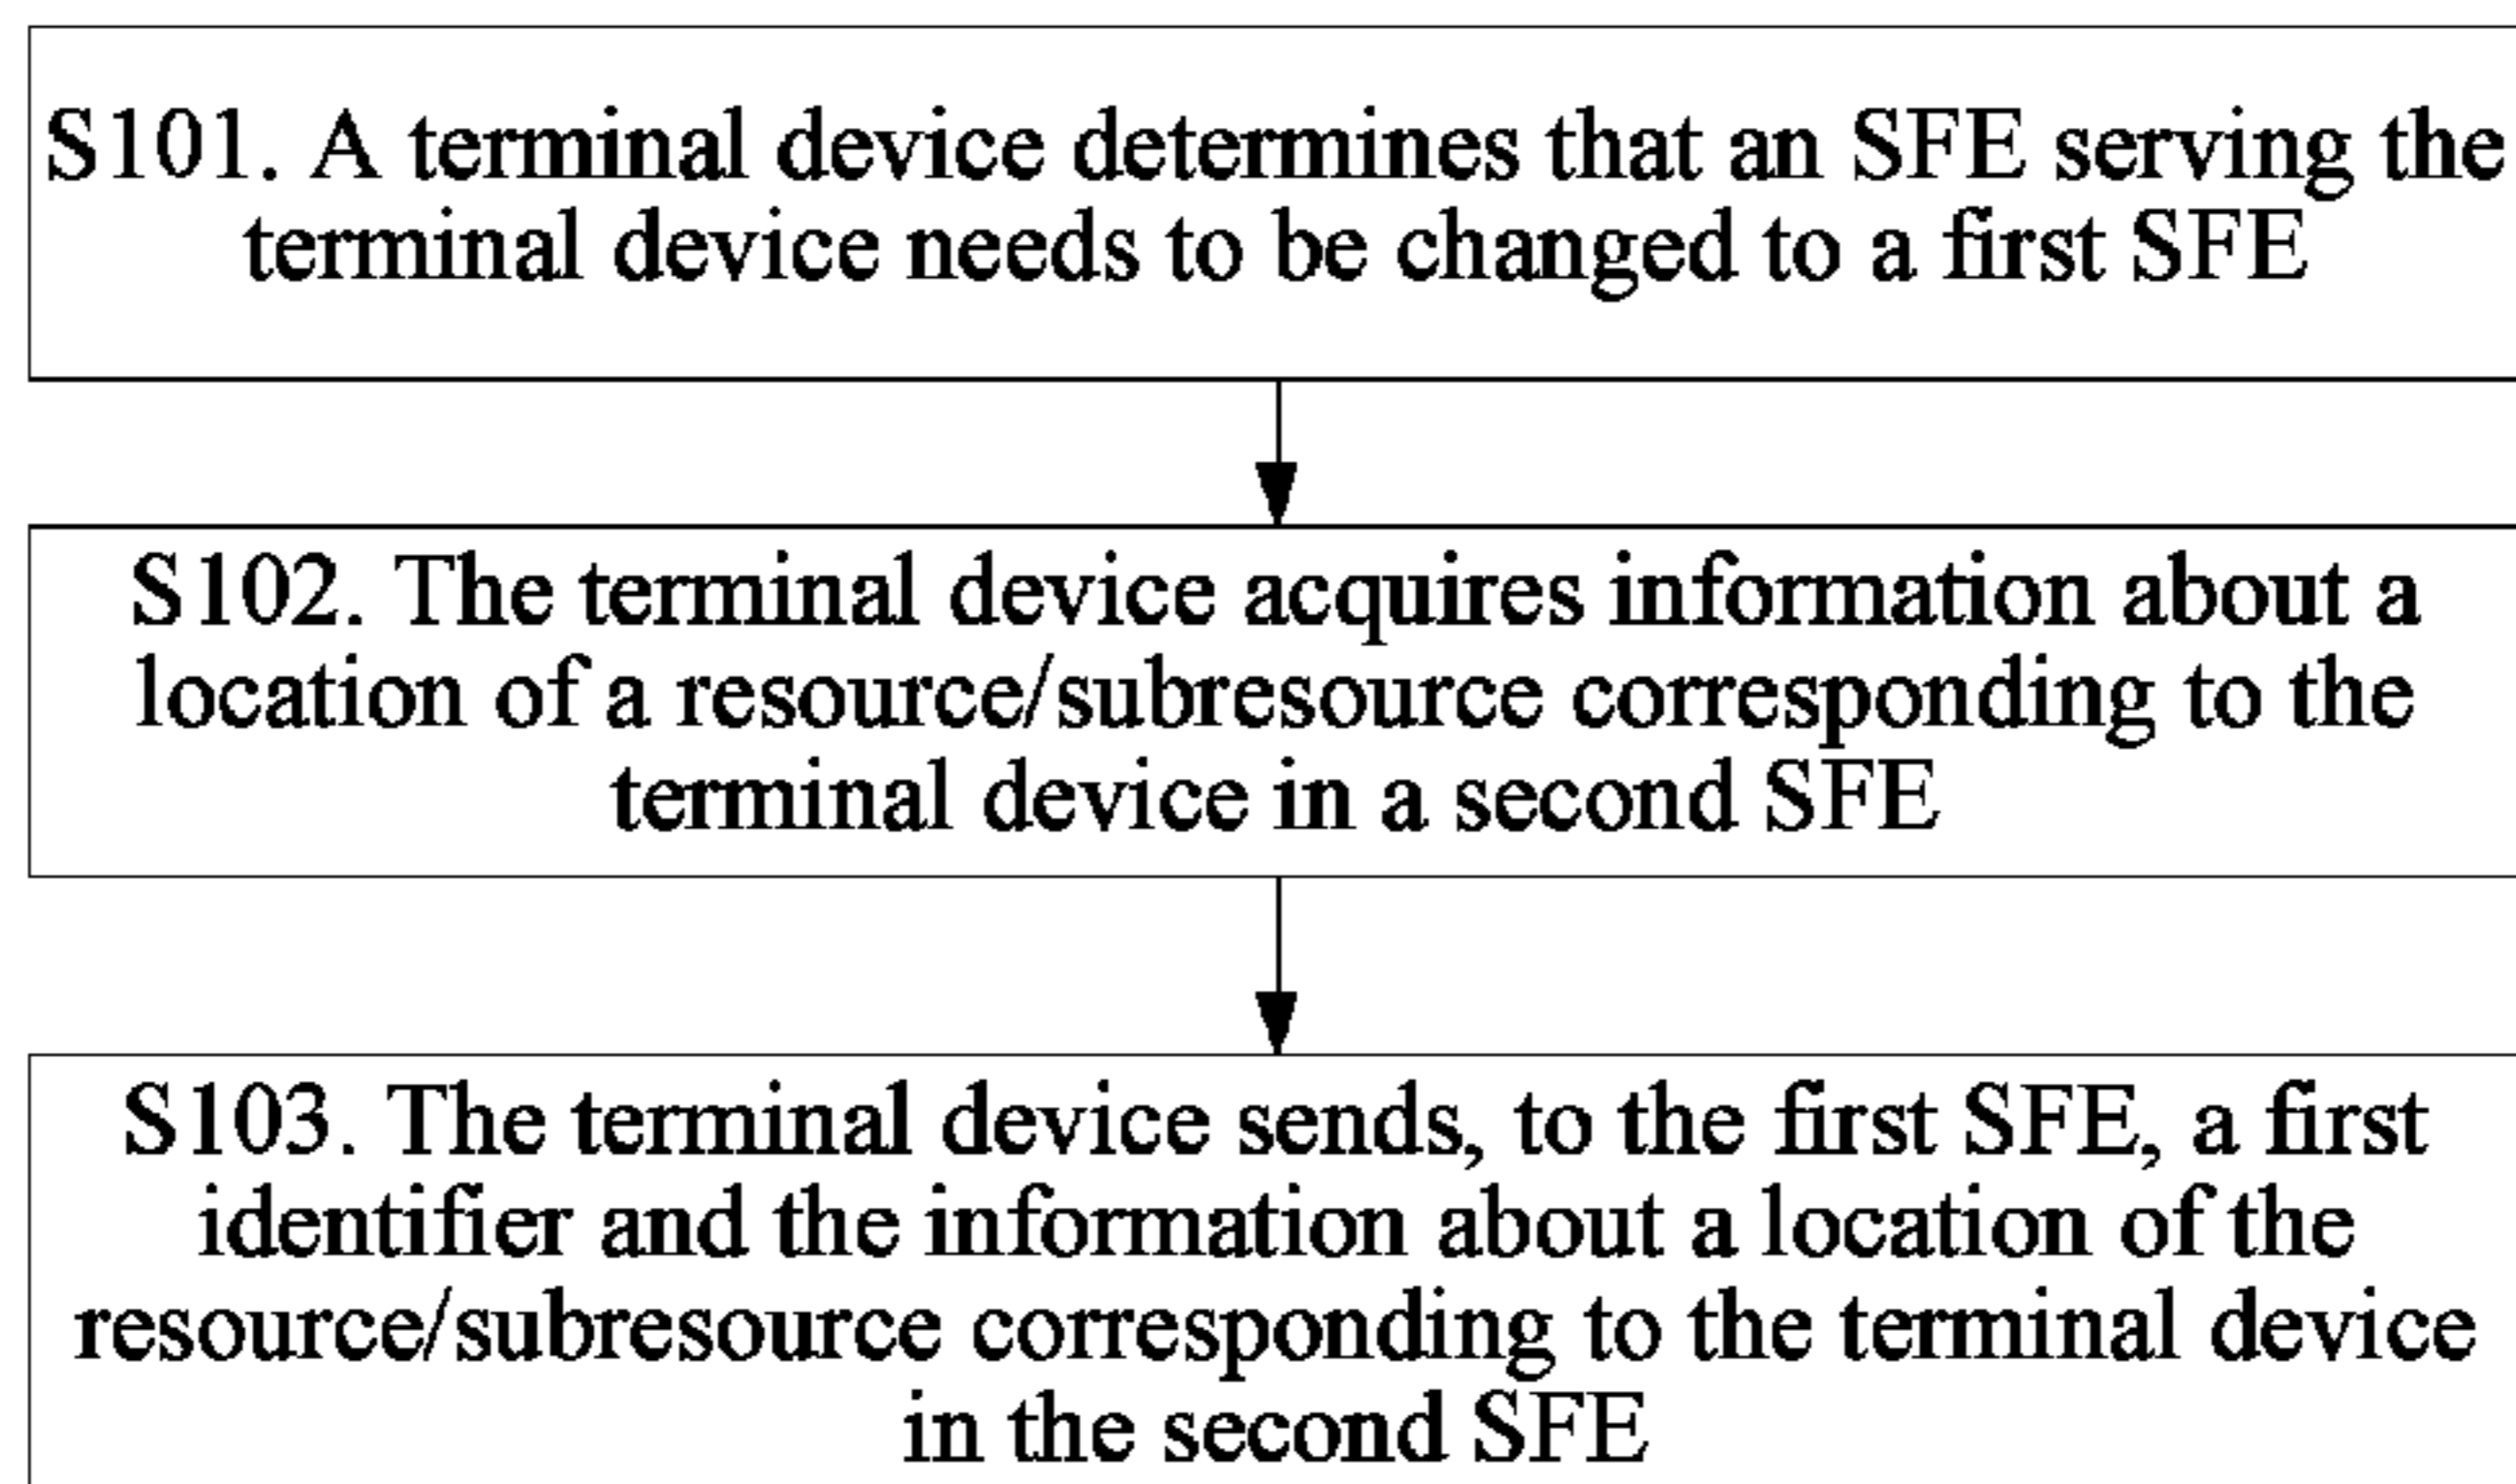 S101. A terminal device determines that an SFE serving the
terminal device needs to be changed to a first SFE
S102. The terminal device acquires information about a
location of a resource/subresource corresponding to the
terminal device in a second SFE
S103. The terminal device sends, to the first SFE, a first
identifier and the information about a location of the
resource/subresource corresponding to the terminal device
in the second SFE